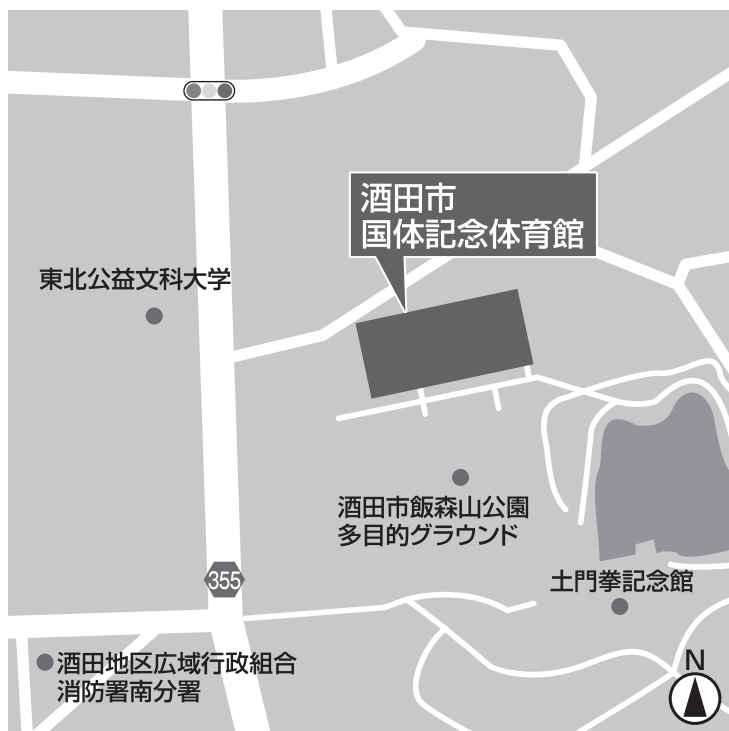 酒田市
国体記念体育館
東北公益文科大学
酒田市飯森山公園
多目的グラウンド
355
土門拳記念館
酒田地区広域行政組合
消防署南分署
N